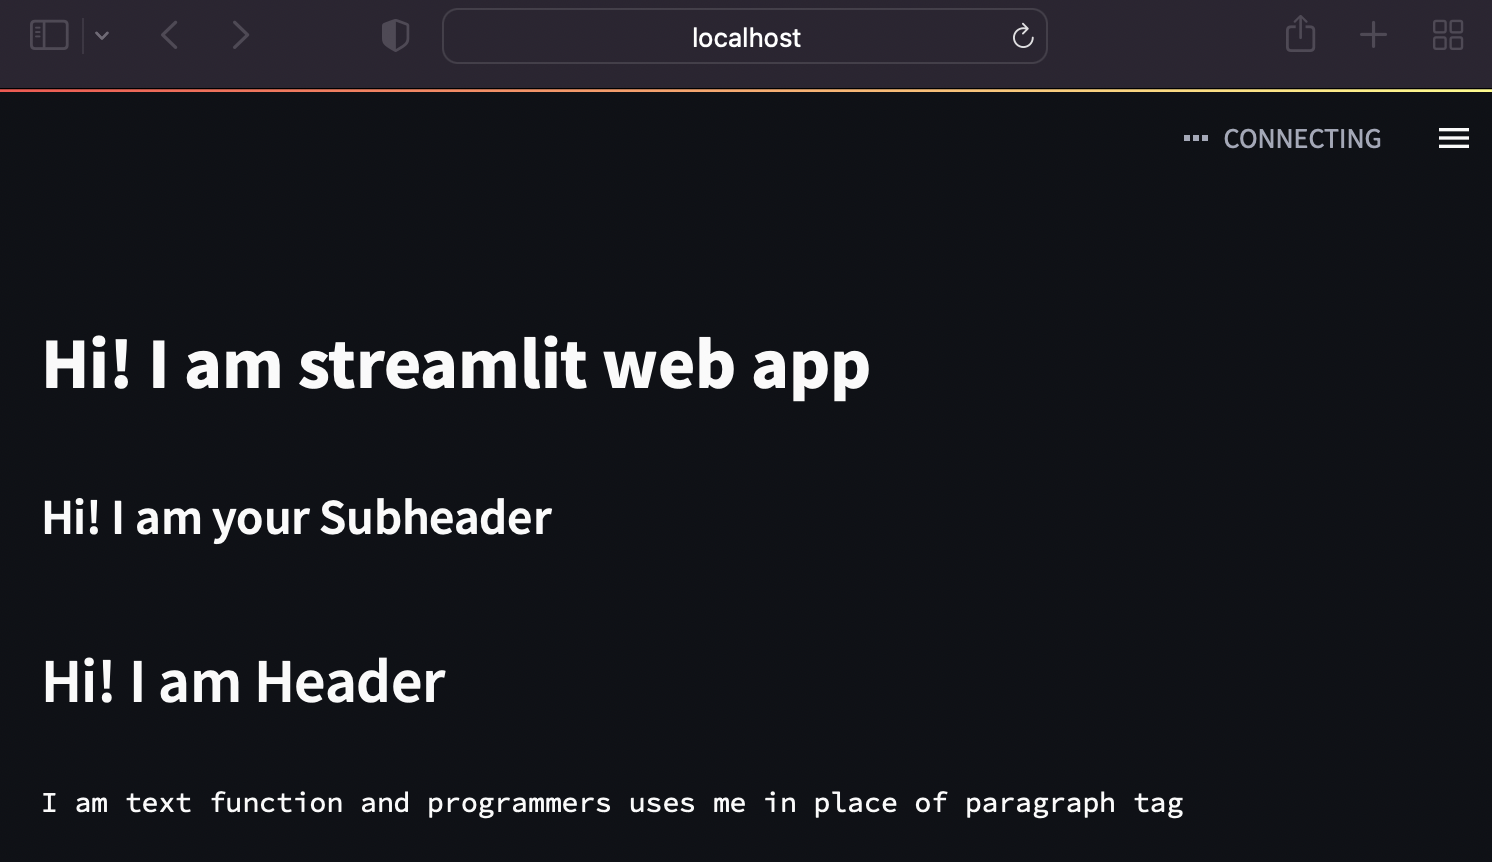 localhost
CONNECTING
Hi! I am streamlit web app
Hi! I am your Subheader
Hi! I am Header
I am text function and programmers uses me in place of paragraph tag